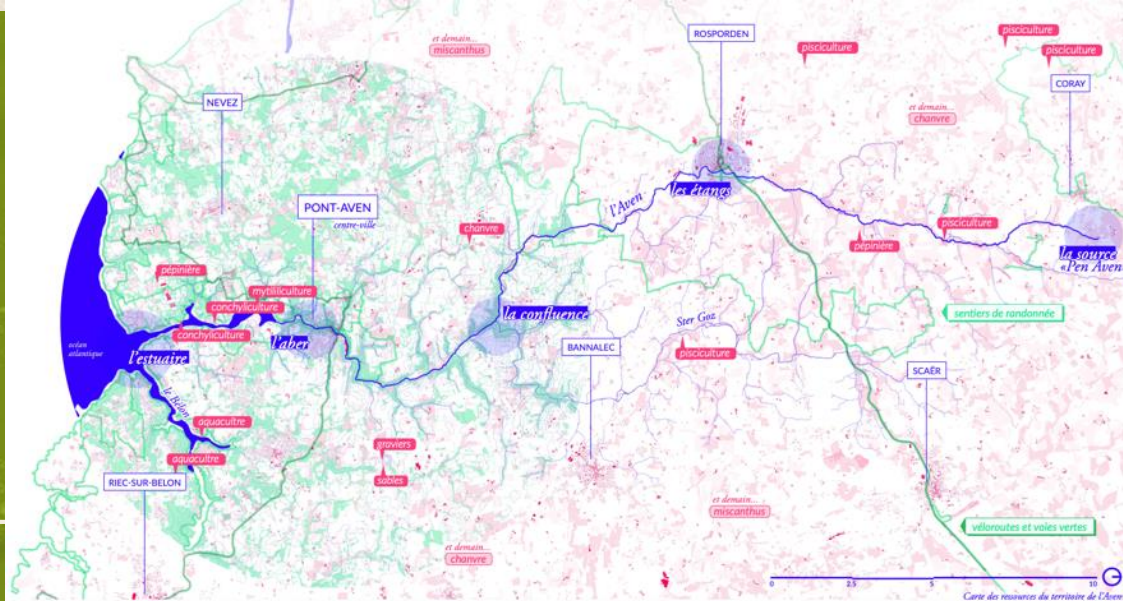 et demain...
miscanthus
ROSPORDEN
pisciculture
pisciculture
pisciculture
CORAY
NEVEZ
et demain...
chanvre
l'Aven
les étangs
PONT-AVEN
centre-ville
chanvre
pisciculture
pépinière
la source
«Pen Aven
pépinière
mytiliculture
conchyliculture
conchyliculture
l'aber
la confluence
océan
atlantique
l'estuaire
Ster Goz
BANNALEC
pisciculture
sentiers de randonnée
SCAËR
le Bélon
aquacultre
aquacultre
graviers
sables
RIEC-SUR-BELON
et demain...
miscanthus
véloroutes et voies vertes
et demain...
chanvre
0 2.5 5 10
Carte des ressources du territoire de l'Aven